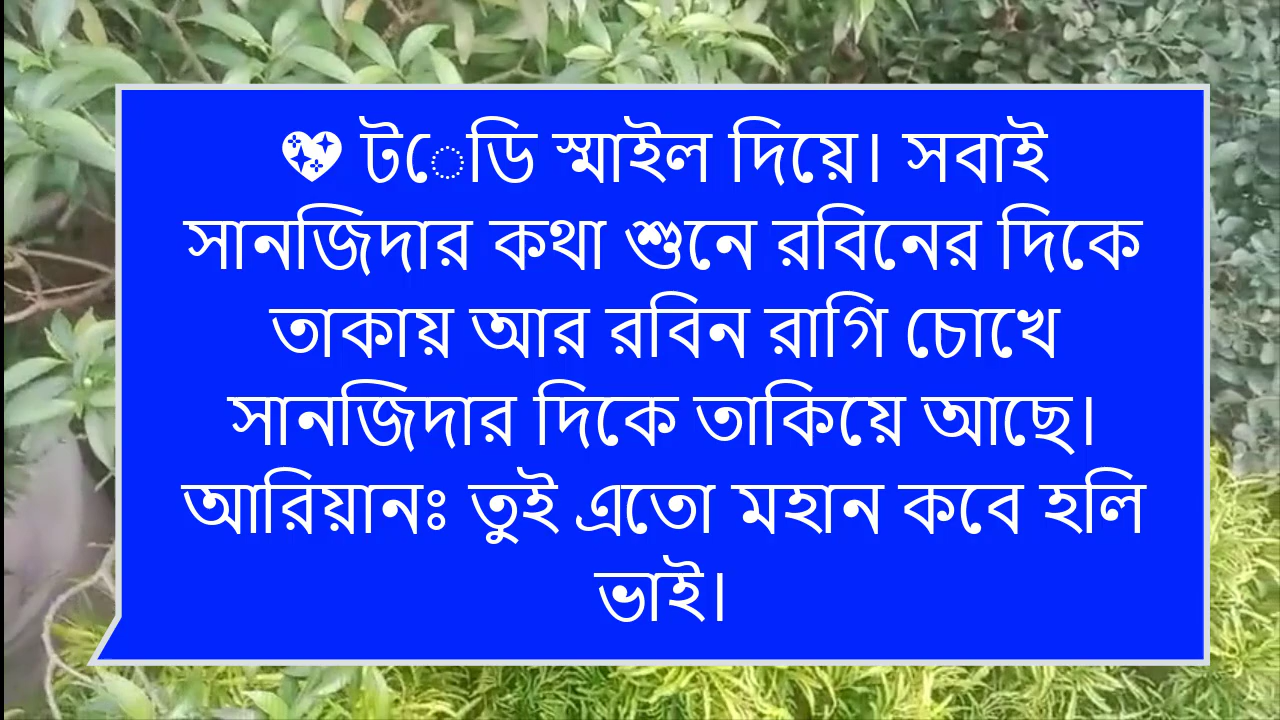 💖 টেেডি স্মাইল দিয়ে। সবাই
সানজিদার কথা শুনে রবিনের দিকে
তাকায় আর রবিন রাগি চোখে
সানজিদার দিকে তাকিয়ে আছে।
আরিয়ানঃ তুই এতো মহান কবে হলি
ভাই।